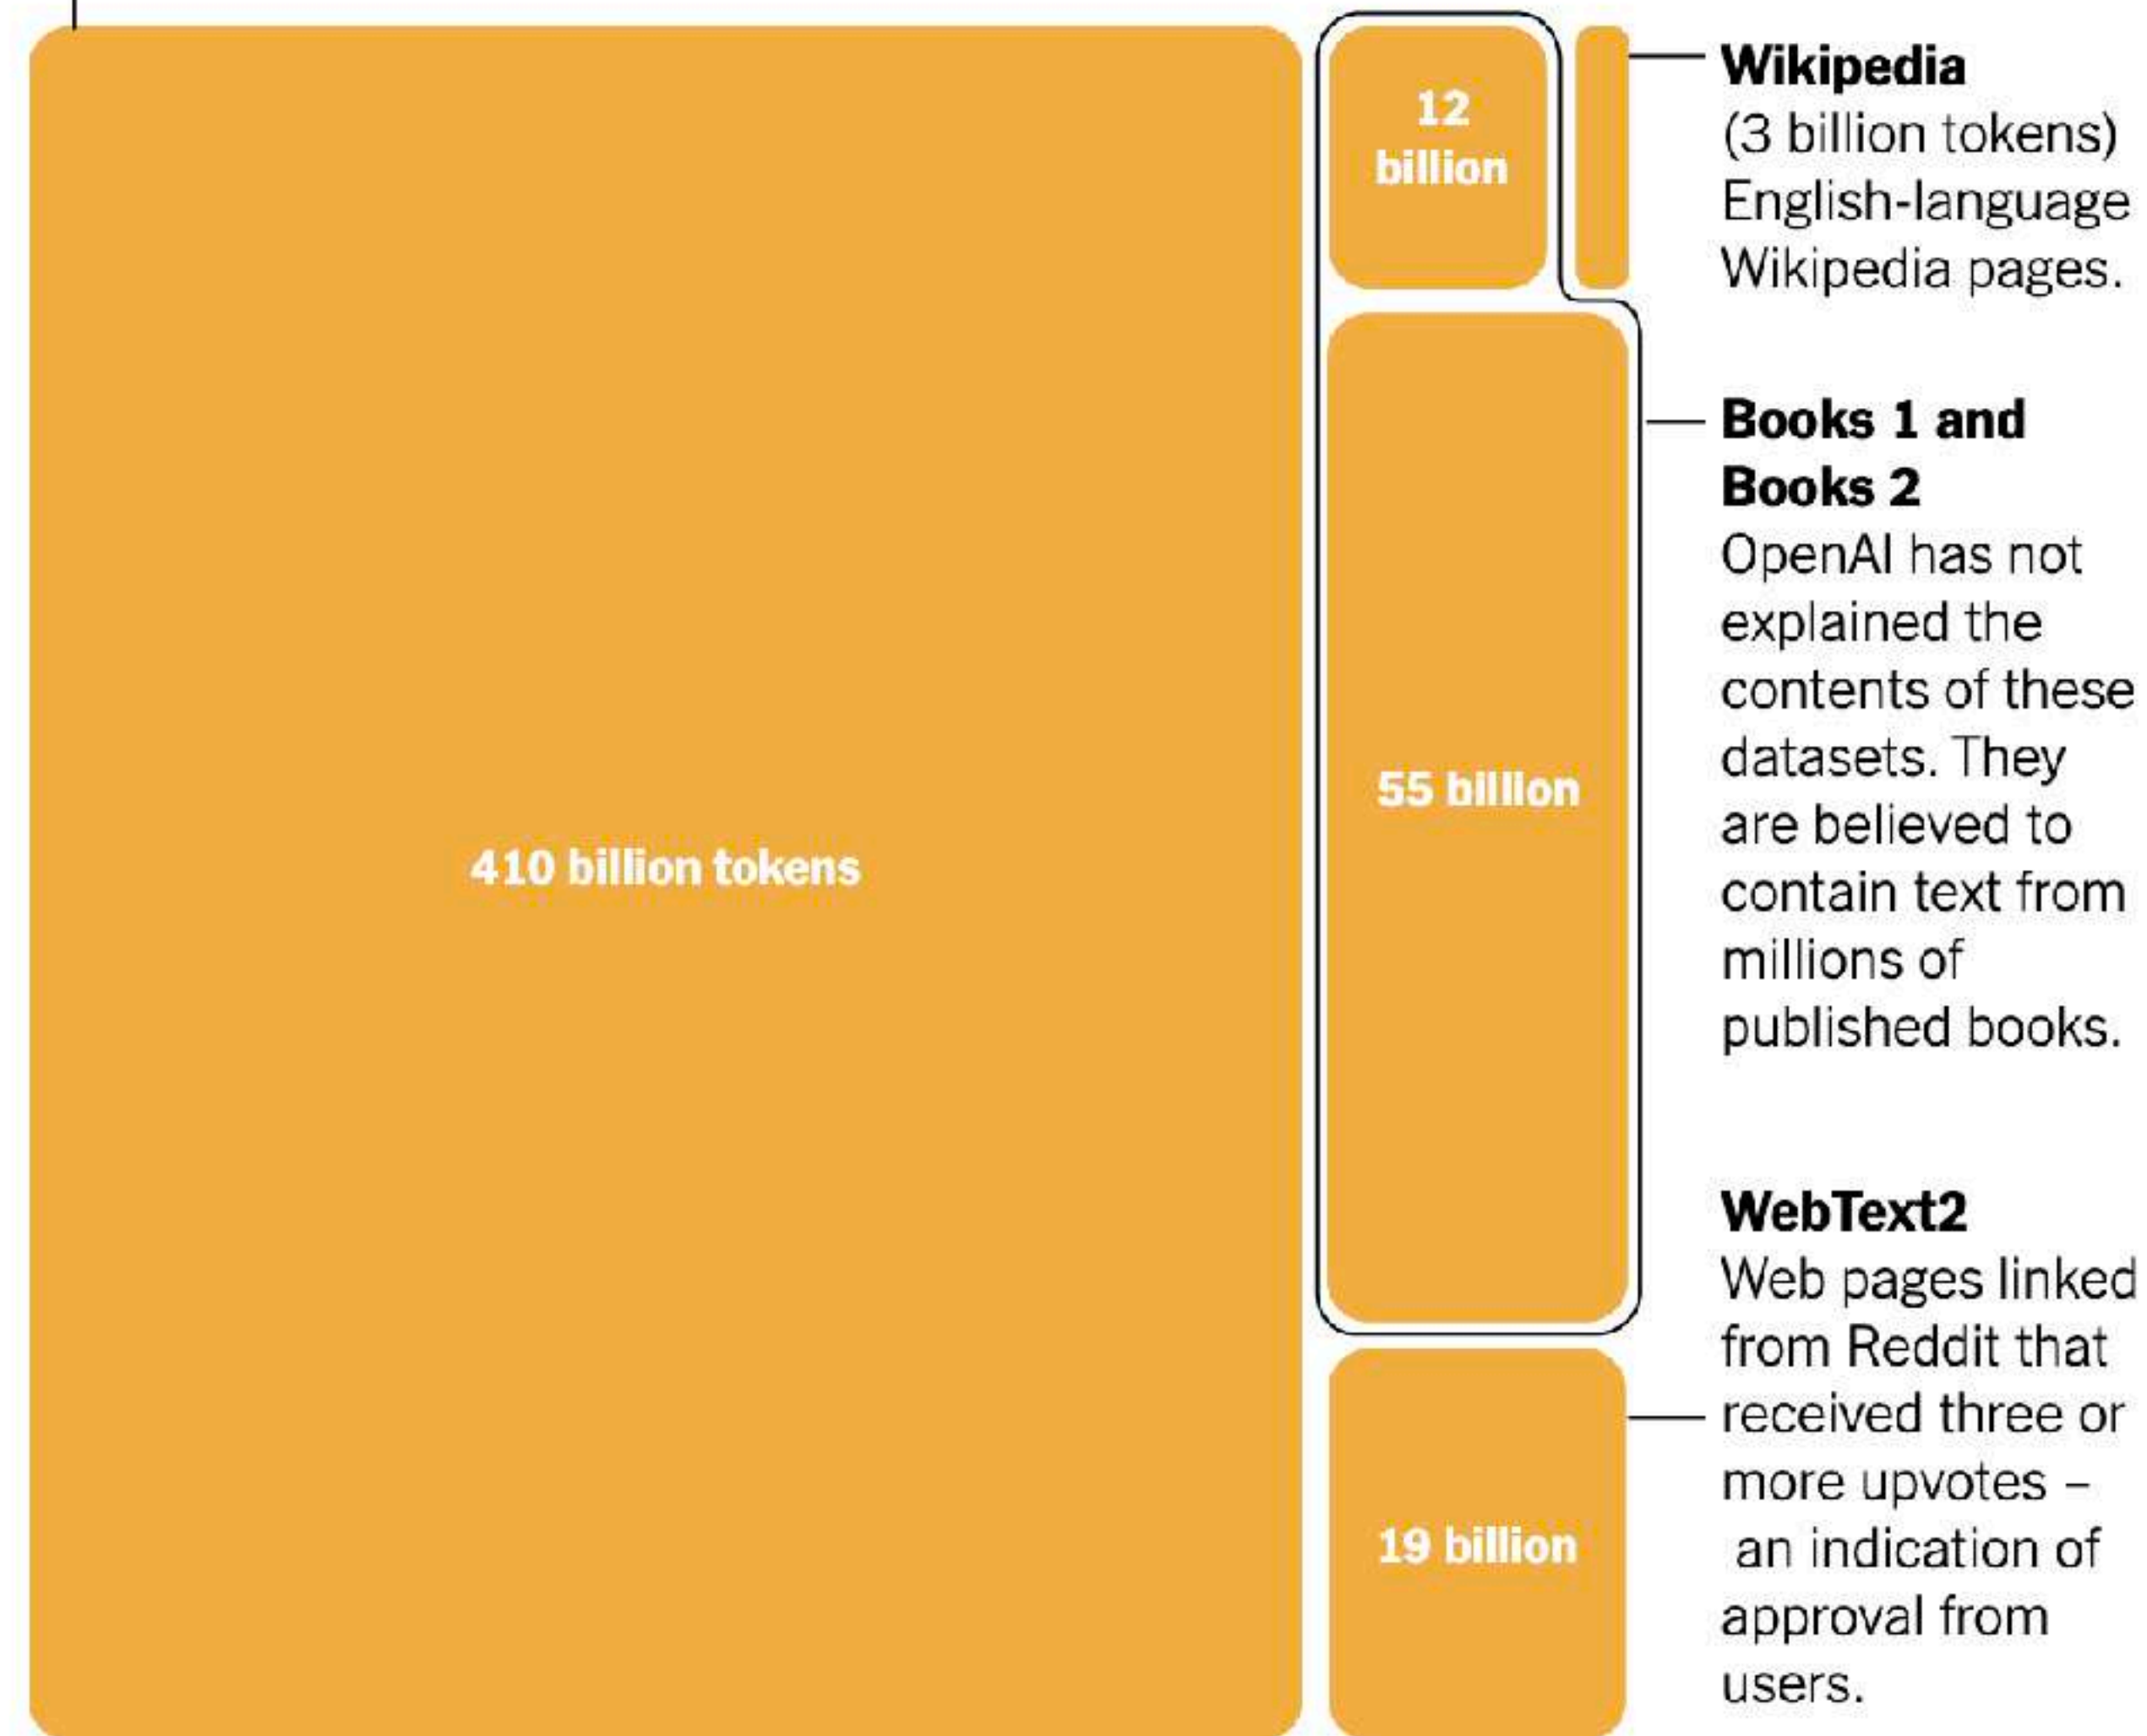 410 billion tokens
12
billion
55 billion
19 billion
Wikipedia
(3 billion tokens)
English-language
Wikipedia pages.
Books 1 and
Books 2
OpenAI has not
explained the
contents of these
datasets. They
are believed to
contain text from
millions of
published books.
WebText2
Web pages linked
from Reddit that
received three or
more upvotes –
an indication of
approval from
users.